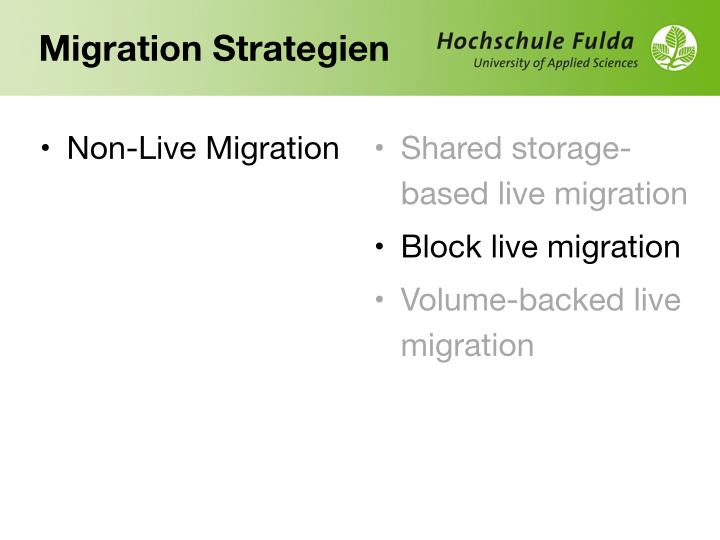 Migration Strategien
Hochschule Fulda
University of Applied Sciences
• Non-Live Migration
• Shared storage-
based live migration
• Block live migration
• Volume-backed live
migration